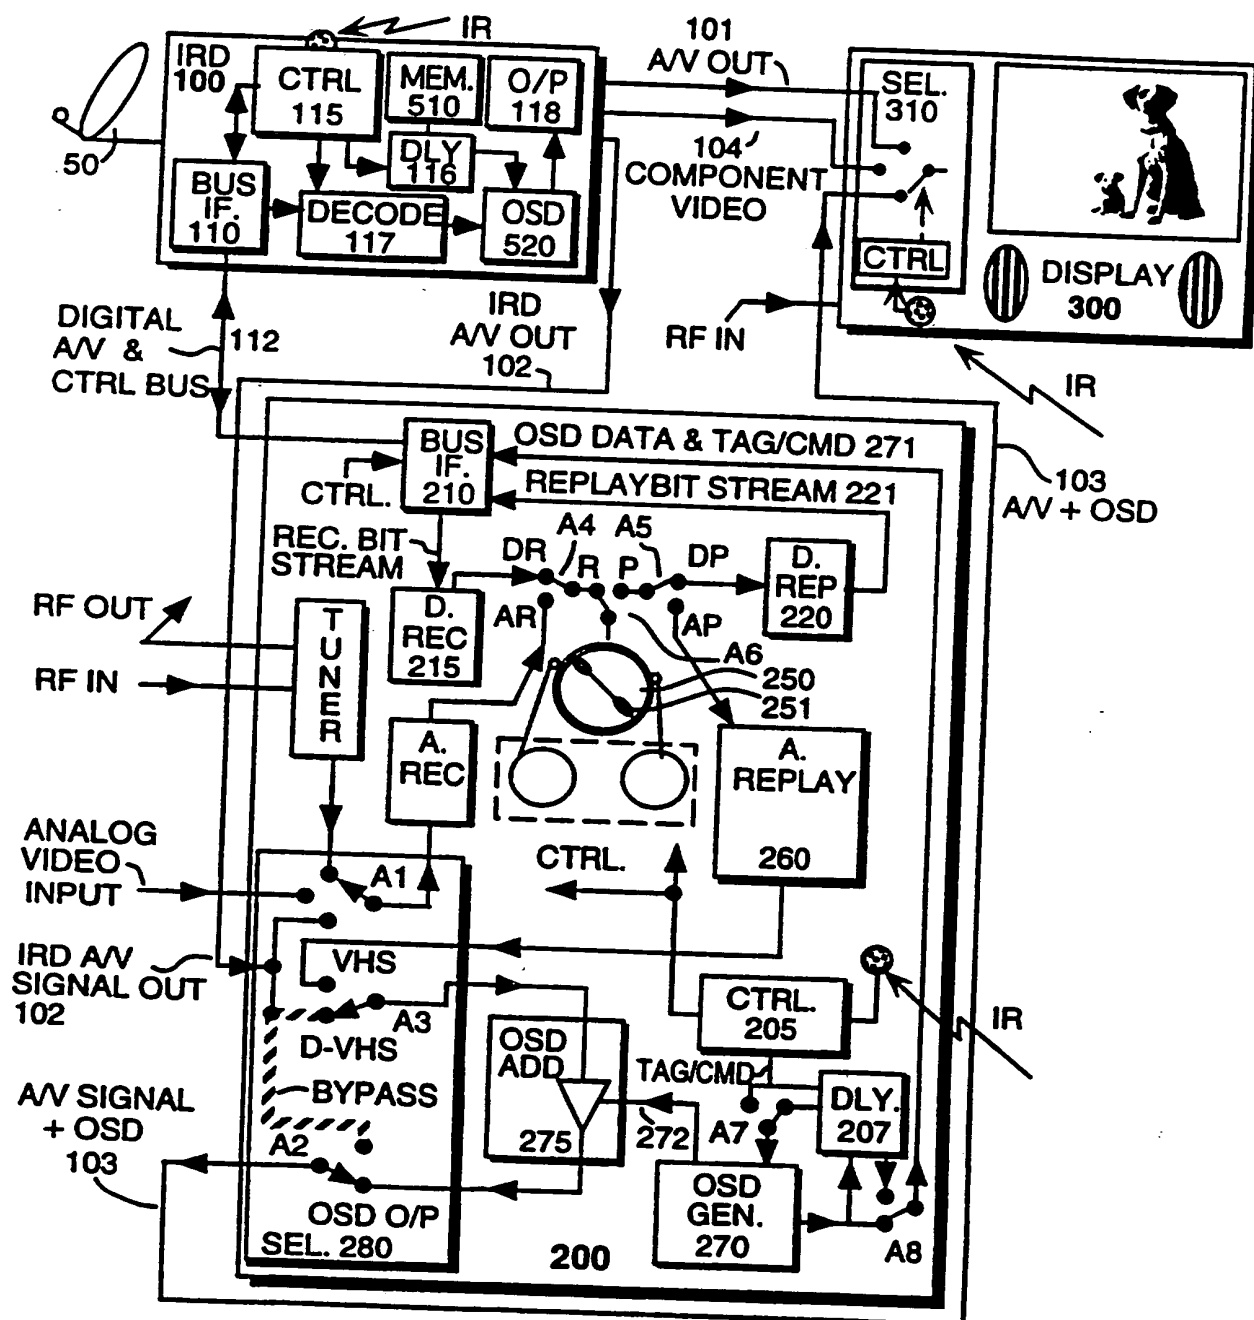 IR
IRD
100
CTRL
115
MEM.
510
O/P
118
DLY
116
BUS
IF.
110
DECODE
117
OSD
520
50
101
A/V OUT
104
COMPONENT
VIDEO
SEL.
310
CTRL
DISPLAY
300
RF IN
IR
DIGITAL
A/V &
CTRL BUS
112
IRD
A/V OUT
102
BUS
IF.
210
CTRL.
OSD DATA & TAG/CMD 271
REPLAYBIT STREAM 221
103
A/V + OSD
REC. BIT
STREAM
DR
A4
R
P
A5
DP
D.
REP
220
AR
AP
A6
250
251
D.
REC
215
RF OUT
RF IN
TUNER
A.
REC
A.
REPLAY
260
CTRL.
ANALOG
VIDEO
INPUT
A1
IRD A/V
SIGNAL OUT
102
VHS
A3
D-VHS
BYPASS
A/V SIGNAL
+ OSD
103
A2
OSD O/P
SEL. 280
OSD
ADD
275
272
CTRL.
205
IR
TAG/CMD
A7
DLY.
207
OSD
GEN.
270
A8
200